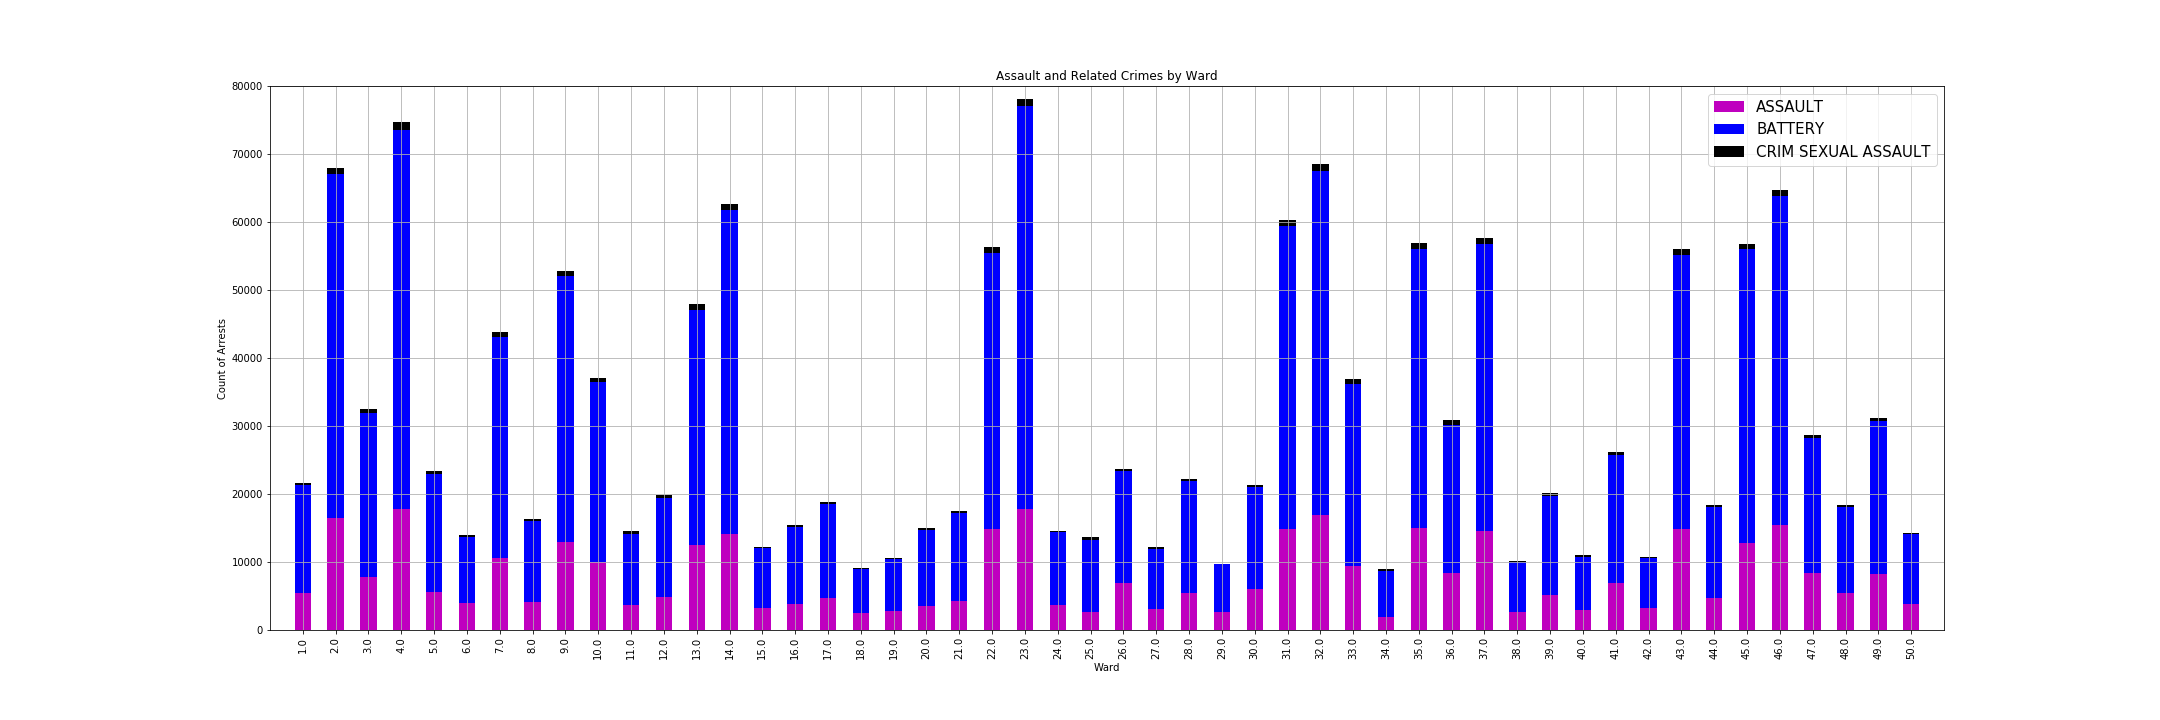 Assault and Related Crimes by Ward
80000
70000
60000
50000
40000
30000
20000
10000
0
Count of Arrests
ASSAULT
BATTERY
CRIM SEXUAL ASSAULT
1.0 2.0 3.0 4.0 5.0 6.0 7.0 8.0 9.0 10.0 11.0 12.0 13.0 14.0 15.0 16.0 17.0 18.0 19.0 20.0 21.0 22.0 23.0 24.0 25.0 26.0 27.0 28.0 29.0 30.0 31.0 32.0 33.0 34.0 35.0 36.0 37.0 38.0 39.0 40.0 41.0 42.0 43.0 44.0 45.0 46.0 47.0 48.0 49.0 50.0
Ward